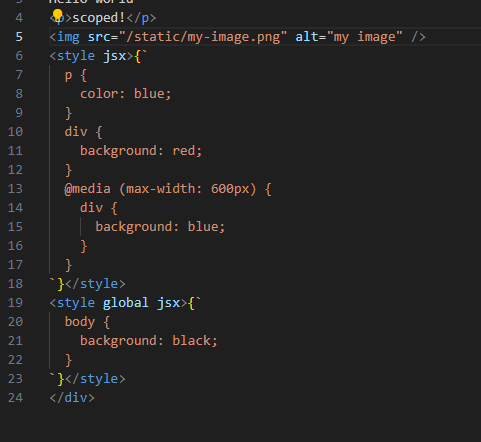 Hello World
4 <p>scoped!</p>
5 <img src="/static/my-image.png" alt="my image" />
6 <style jsx>{`
7   p {
8     color: blue;
9   }
10   div {
11     background: red;
12   }
13   @media (max-width: 600px) {
14     div {
15       background: blue;
16     }
17   }
18 `}</style>
19 <style global jsx>{`
20   body {
21     background: black;
22   }
23 `}</style>
24 </div>